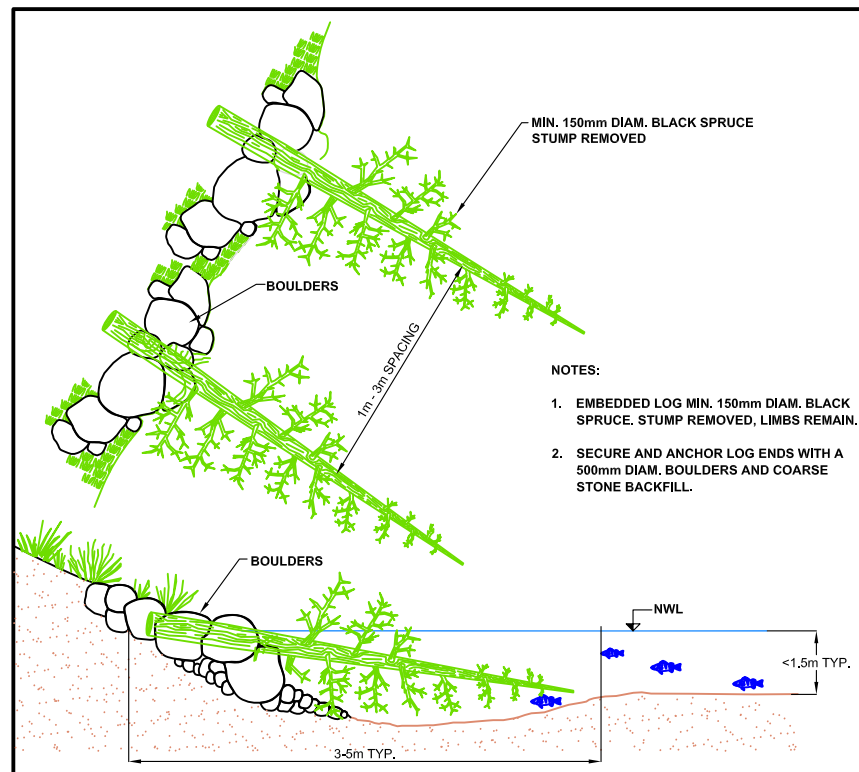 MIN. 150mm DIAM. BLACK SPRUCE
STUMP REMOVED
BOULDERS
1m - 3m SPACING
NOTES:
1. EMBEDDED LOG MIN. 150mm DIAM. BLACK
SPRUCE. STUMP REMOVED, LIMBS REMAIN.
2. SECURE AND ANCHOR LOG ENDS WITH A
500mm DIAM. BOULDERS AND COARSE
STONE BACKFILL.
BOULDERS
NWL
<1.5m TYP.
3-5m TYP.